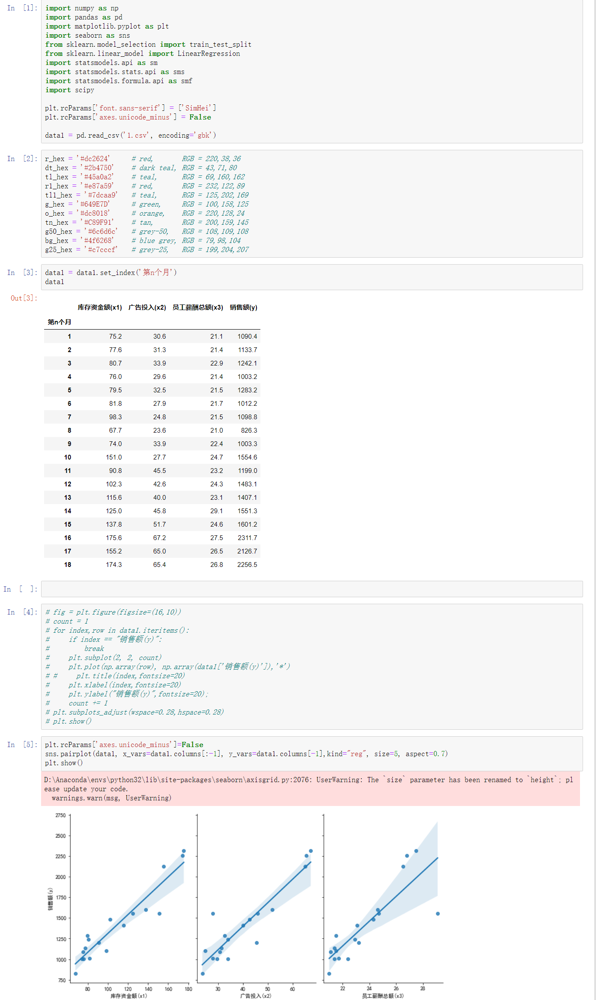 In [1]:
import numpy as np
import pandas as pd
import matplotlib.pyplot as plt
import seaborn as sns
from sklearn.model_selection import train_test_split
from sklearn.linear_model import LinearRegression
import statsmodels.api as sm
import statsmodels.stats.api as sms
import statsmodels.formula.api as smf
import scipy
plt.rcParams['font.sans-serif'] = ['SimHei']
plt.rcParams['axes.unicode_minus'] = False
data1 = pd.read_csv('1.csv', encoding='gbk')
In [2]:
r_hex = '#dc2624' # red, RGB = 220,38,36
dt_hex = '#2b4750' # dark teal, RGB = 43,71,80
tl_hex = '#45a0a2' # teal, RGB = 69,160,162
r1_hex = '#e87a59' # red, RGB = 232,122,89
tl1_hex = '#7dcaa9' # teal, RGB = 125,202,169
g_hex = '#649E7D' # green, RGB = 100,158,125
o_hex = '#dc8018' # orange, RGB = 220,128,24
tn_hex = '#C89F91' # tan, RGB = 200,159,145
g50_hex = '#6c6d6c' # grey-50, RGB = 108,109,108
bg_hex = '#4f6268' # blue grey, RGB = 79,98,104
g25_hex = '#c7cccf' # grey-25, RGB = 199,204,207
In [3]:
data1 = data1.set_index('第n个月')
data1
Out[3]:
库存资金额(x1) 广告投入(x2) 员工薪酬总额(x3) 销售额(y)
第n个月
1 75.2 30.6 21.1 1090.4
2 77.6 31.3 21.4 1133.7
3 80.7 33.9 22.9 1242.1
4 76.0 29.6 21.4 1003.2
5 79.5 32.5 21.5 1283.2
6 81.8 27.9 21.7 1012.2
7 98.3 24.8 21.5 1098.8
8 67.7 23.6 21.0 826.3
9 74.0 33.9 22.4 1003.3
10 151.0 27.7 24.7 1554.6
11 90.8 45.5 23.2 1199.0
12 102.3 42.6 24.3 1483.1
13 115.6 40.0 23.1 1407.1
14 125.0 45.8 29.1 1551.3
15 137.8 51.7 24.6 1601.2
16 175.6 67.2 27.5 2311.7
17 155.2 65.0 26.5 2126.7
18 174.3 65.4 26.8 2256.5
In [ ]:
In [4]:
# fig = plt.figure(figsize=(16,10))
# count = 1
# for index,row in data1.iteritems():
#     if index == "销售额(y)":
#         break
#     plt.subplot(2, 2, count)
#     plt.plot(np.array(row), np.array(data1['销售额(y)']),'*')
# #     plt.title(index,fontsize=20)
#     plt.xlabel(index,fontsize=20)
#     plt.ylabel("销售额(y)",fontsize=20);
#     count += 1
# plt.subplots_adjust(wspace=0.28,hspace=0.28)
# plt.show()
In [5]:
plt.rcParams['axes.unicode_minus']=False
sns.pairplot(data1, x_vars=data1.columns[:-1], y_vars=data1.columns[-1],kind="reg", size=5, aspect=0.7)
plt.show()
D:\Anaconda\envs\python32\lib\site-packages\seaborn\axisgrid.py:2076: UserWarning: The `size` parameter has been renamed to `height`; pl
ease update your code.
  warnings.warn(msg, UserWarning)
2750
2500
2250
2000
1750
1500
1250
1000
750
销售额(y)
80 100 120 140 160 180
库存资金额(x1)
30 40 50 60
广告投入(x2)
22 24 26 28
员工薪酬总额(x3)